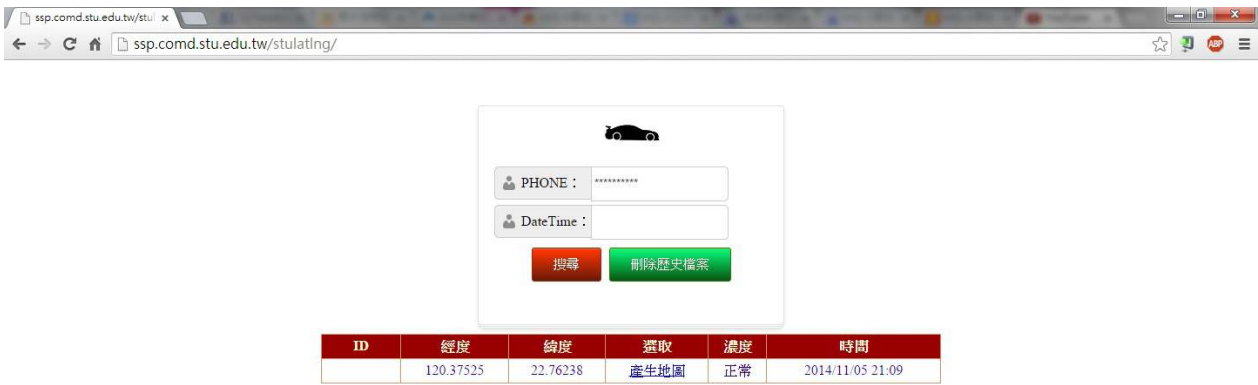 ssp.comd.stu.edu.tw/stul
ssp.comd.stu.edu.tw/stulatlng/
ABP
PHONE： **********
DateTime：
搜尋 刪除歷史檔案
ID 經度 緯度 選取 濃度 時間
120.37525 22.76238 產生地圖 正常 2014/11/05 21:09